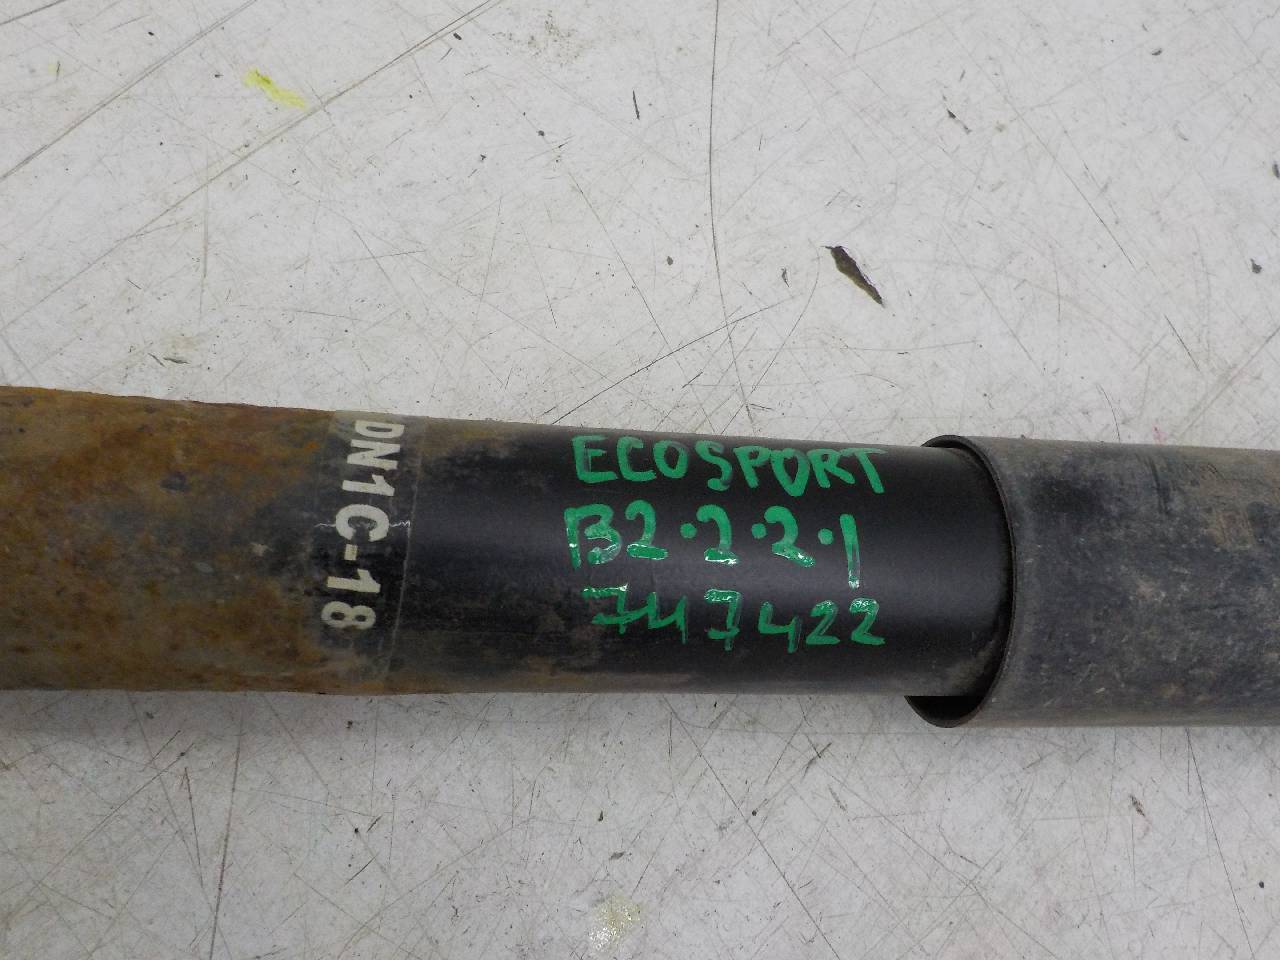 DN1C-18
ECOSPORT
B2.2.2.1
747422